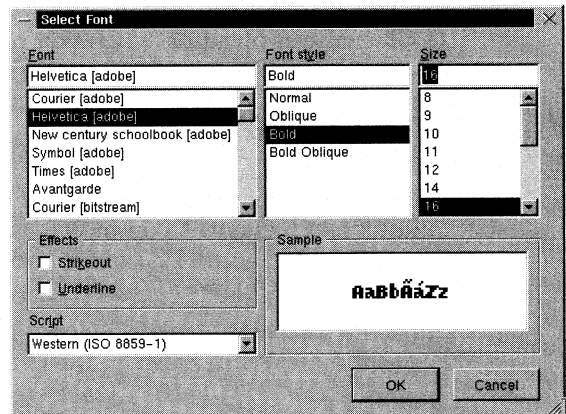 Select Font
Font
Helvetica [adobe]
Courier [adobe]
Helvetica [adobe]
New century schoolbook [adobe]
Symbol [adobe]
Times [adobe]
Avantgarde
Courier [bitstream]
Font style
Bold
Normal
Oblique
Bold
Bold Oblique
Size
16
8
9
10
11
12
14
16
Effects
Strikeout
Underline
Script
Western (ISO 8859-1)
Sample
AaBbÃáZz
OK
Cancel